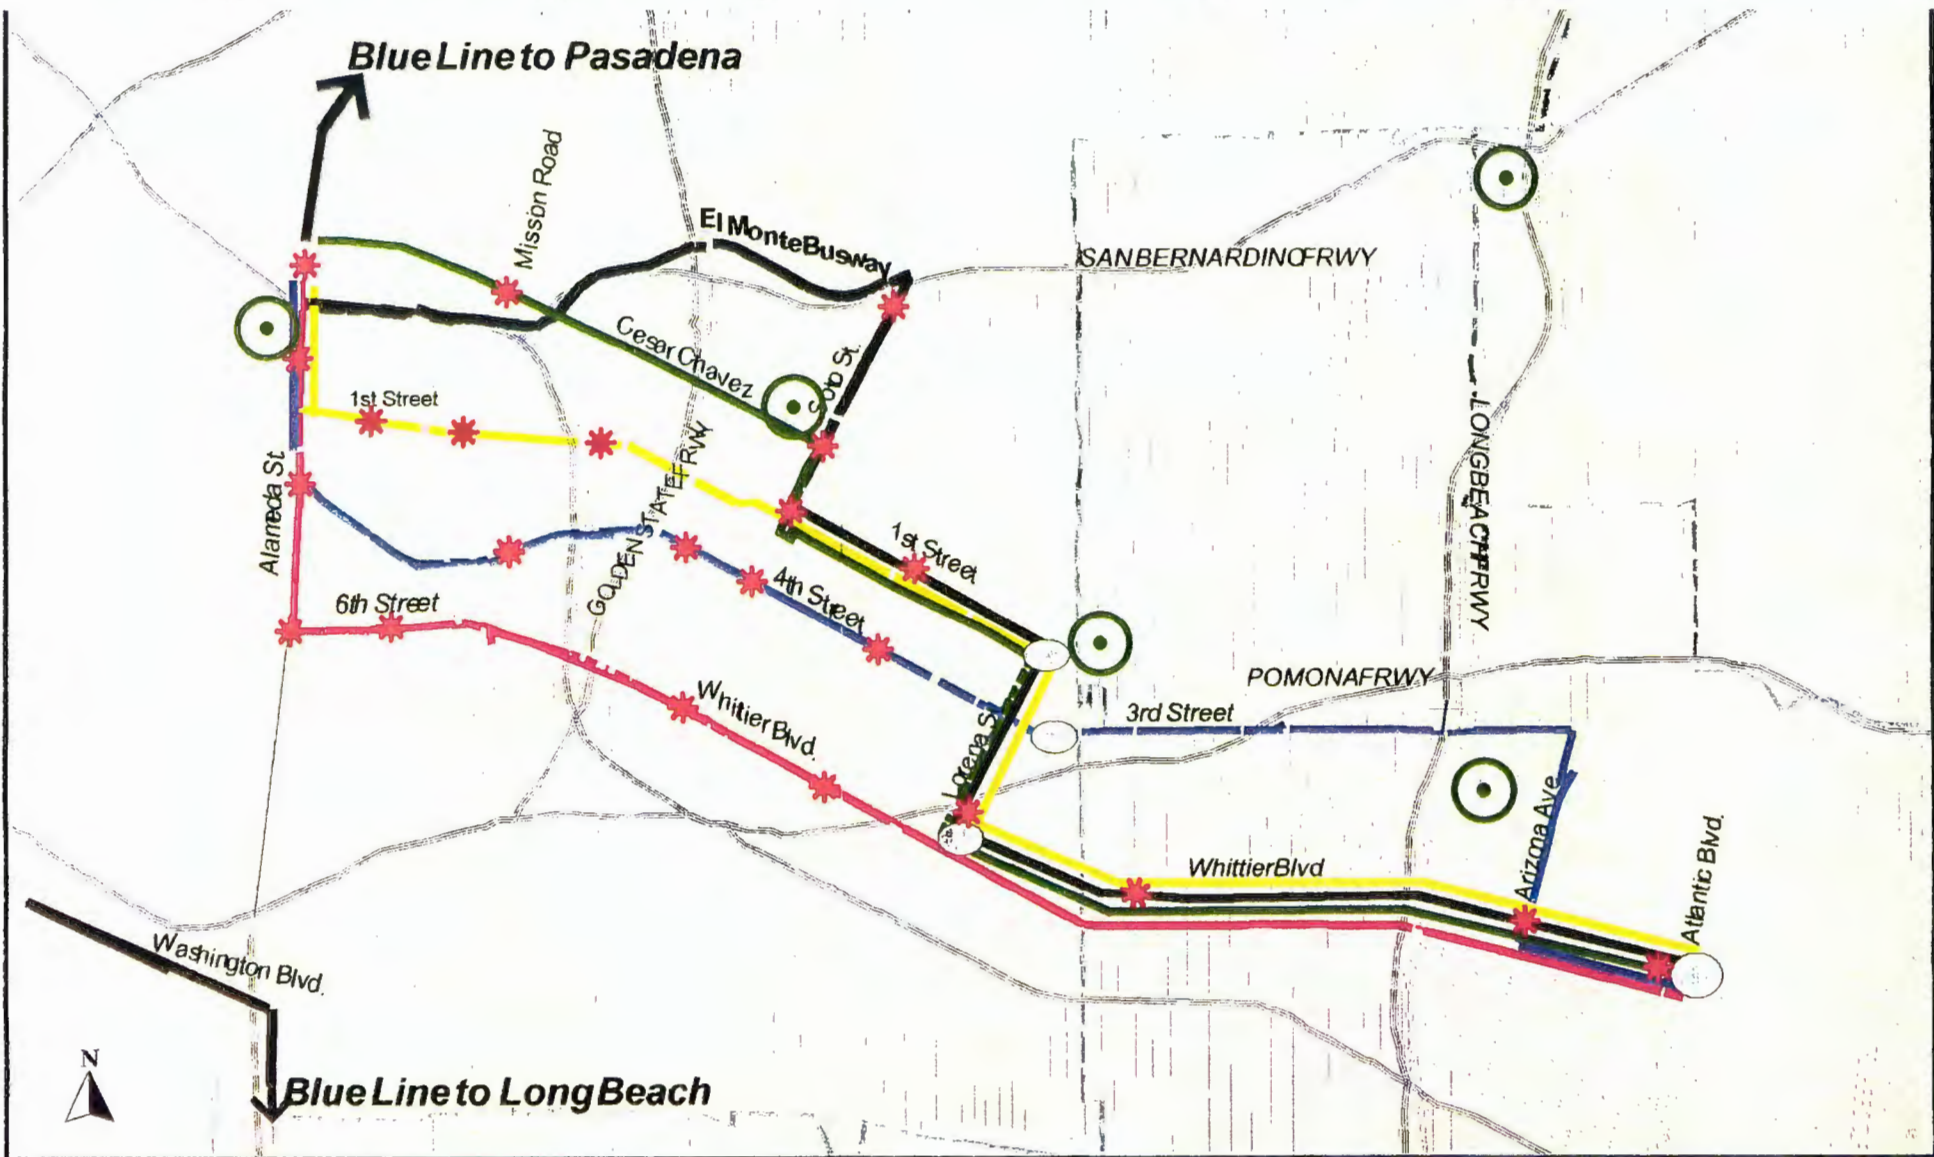 Blue Line to Pasadena
Mission Road
El Monte Busway
SAN BERNARDINO FRWY
Cesar Chavez
Soto St.
1st Street
GOLDEN STATE FRWY
LONG BEACH FRWY
Alameda St.
1st Street
4th Street
6th Street
POMONA FRWY
Whittier Blvd.
3rd Street
Lorena St
Arizona Ave
Whittier Blvd
Atlantic Blvd.
Washington Blvd.
N
Blue Line to Long Beach